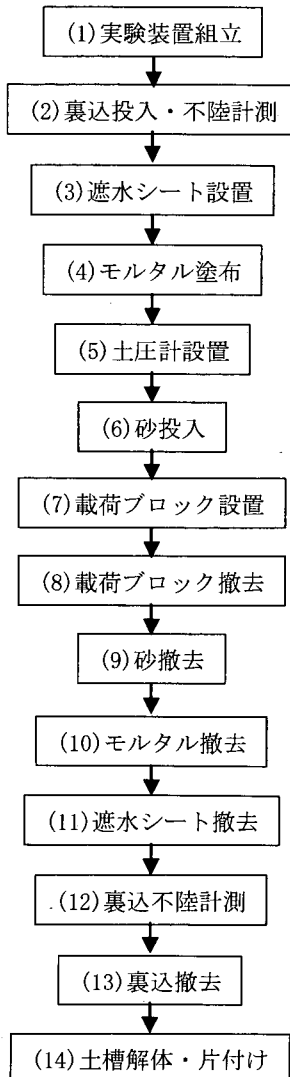 (1)実験装置組立
(2)裏込投入・不陸計測
(3)遮水シート設置
(4)モルタル塗布
(5)土圧計設置
(6)砂投入
(7)載荷ブロック設置
(8)載荷ブロック撤去
(9)砂撤去
(10)モルタル撤去
(11)遮水シート撤去
(12)裏込不陸計測
(13)裏込撤去
(14)土槽解体・片付け